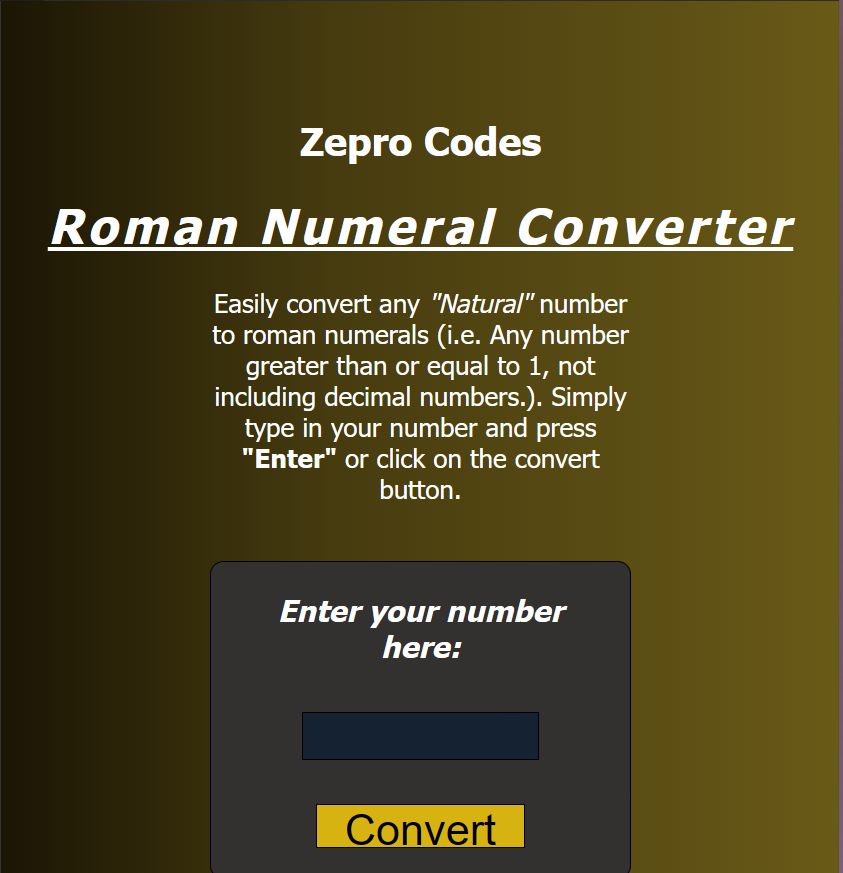 Zepro Codes
Roman Numeral Converter
Easily convert any "Natural" number
to roman numerals (i.e. Any number
greater than or equal to 1, not
including decimal numbers.). Simply
type in your number and press
"Enter" or click on the convert
button.
Enter your number
here:
Convert